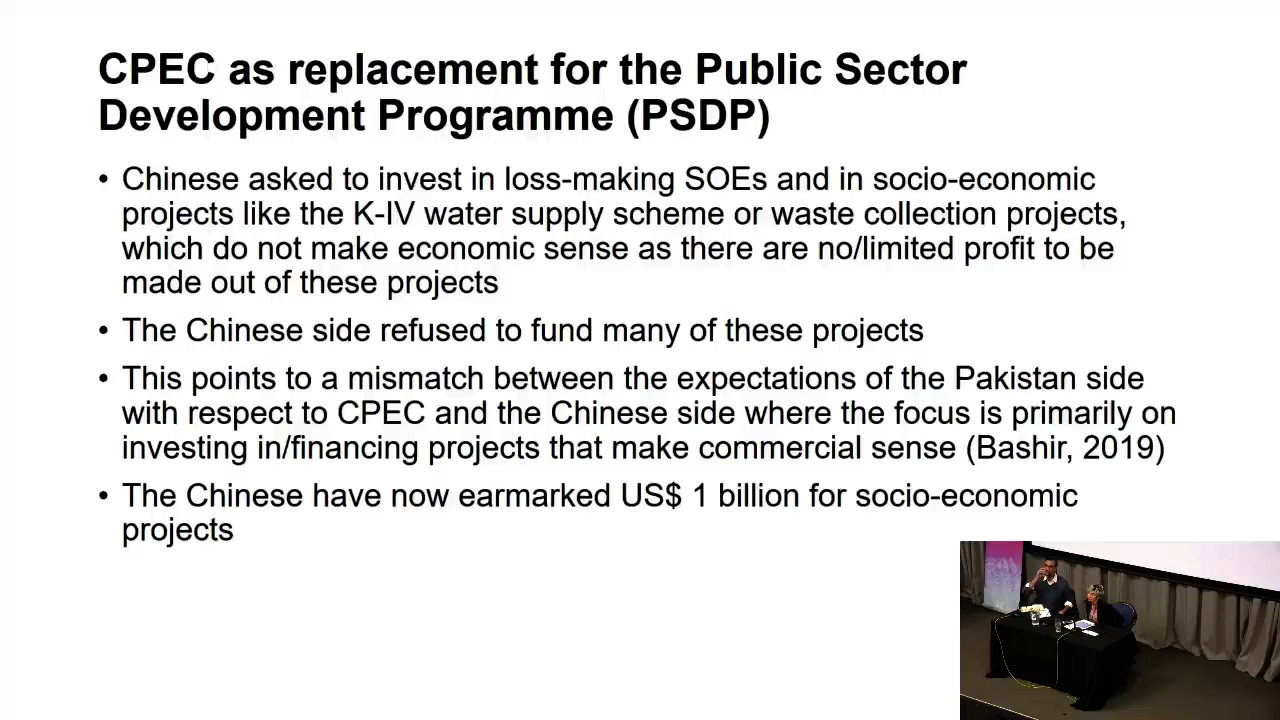 CPEC as replacement for the Public Sector
Development Programme (PSDP)
• Chinese asked to invest in loss-making SOEs and in socio-economic
projects like the K-IV water supply scheme or waste collection projects,
which do not make economic sense as there are no/limited profit to be
made out of these projects
• The Chinese side refused to fund many of these projects
• This points to a mismatch between the expectations of the Pakistan side
with respect to CPEC and the Chinese side where the focus is primarily on
investing in/financing projects that make commercial sense (Bashir, 2019)
• The Chinese have now earmarked US$ 1 billion for socio-economic
projects